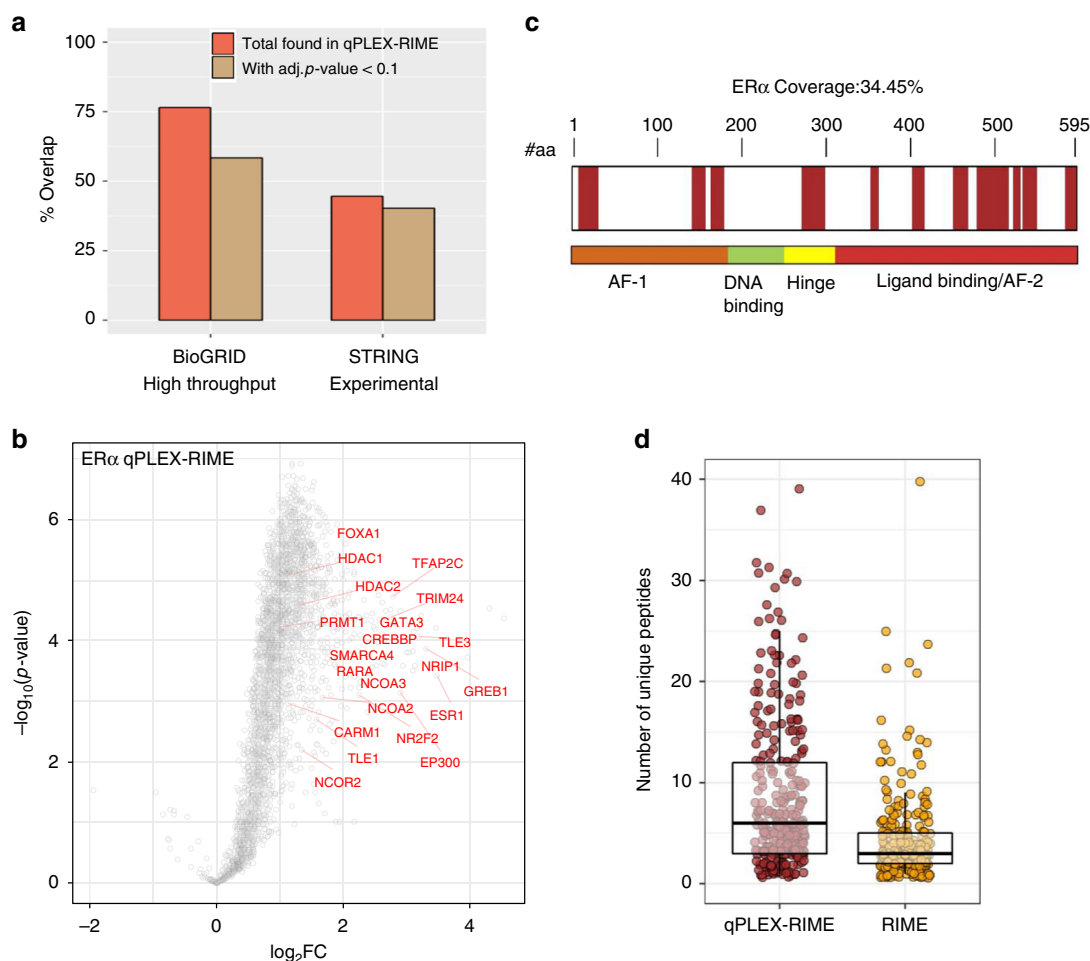 a
100
75
50
25
0
% Overlap
Total found in qPLEX-RIME
With adj.p-value < 0.1
BioGRID
High throughput
STRING
Experimental
c
ERα Coverage:34.45%
1 100 200 300 400 500 595
#aa
AF-1
DNA
binding
Hinge
Ligand binding/AF-2
b
ERα qPLEX-RIME
6
4
2
0
−log10(p-value)
FOXA1
HDAC1
TFAP2C
HDAC2
TRIM24
PRMT1
GATA3
CREBBP
TLE3
SMARCA4
NRIP1
RARA
NCOA3
GREB1
NCOA2
ESR1
CARM1
NR2F2
TLE1
EP300
NCOR2
−2 0 2 4
log2FC
d
40
30
20
10
0
Number of unique peptides
qPLEX-RIME
RIME